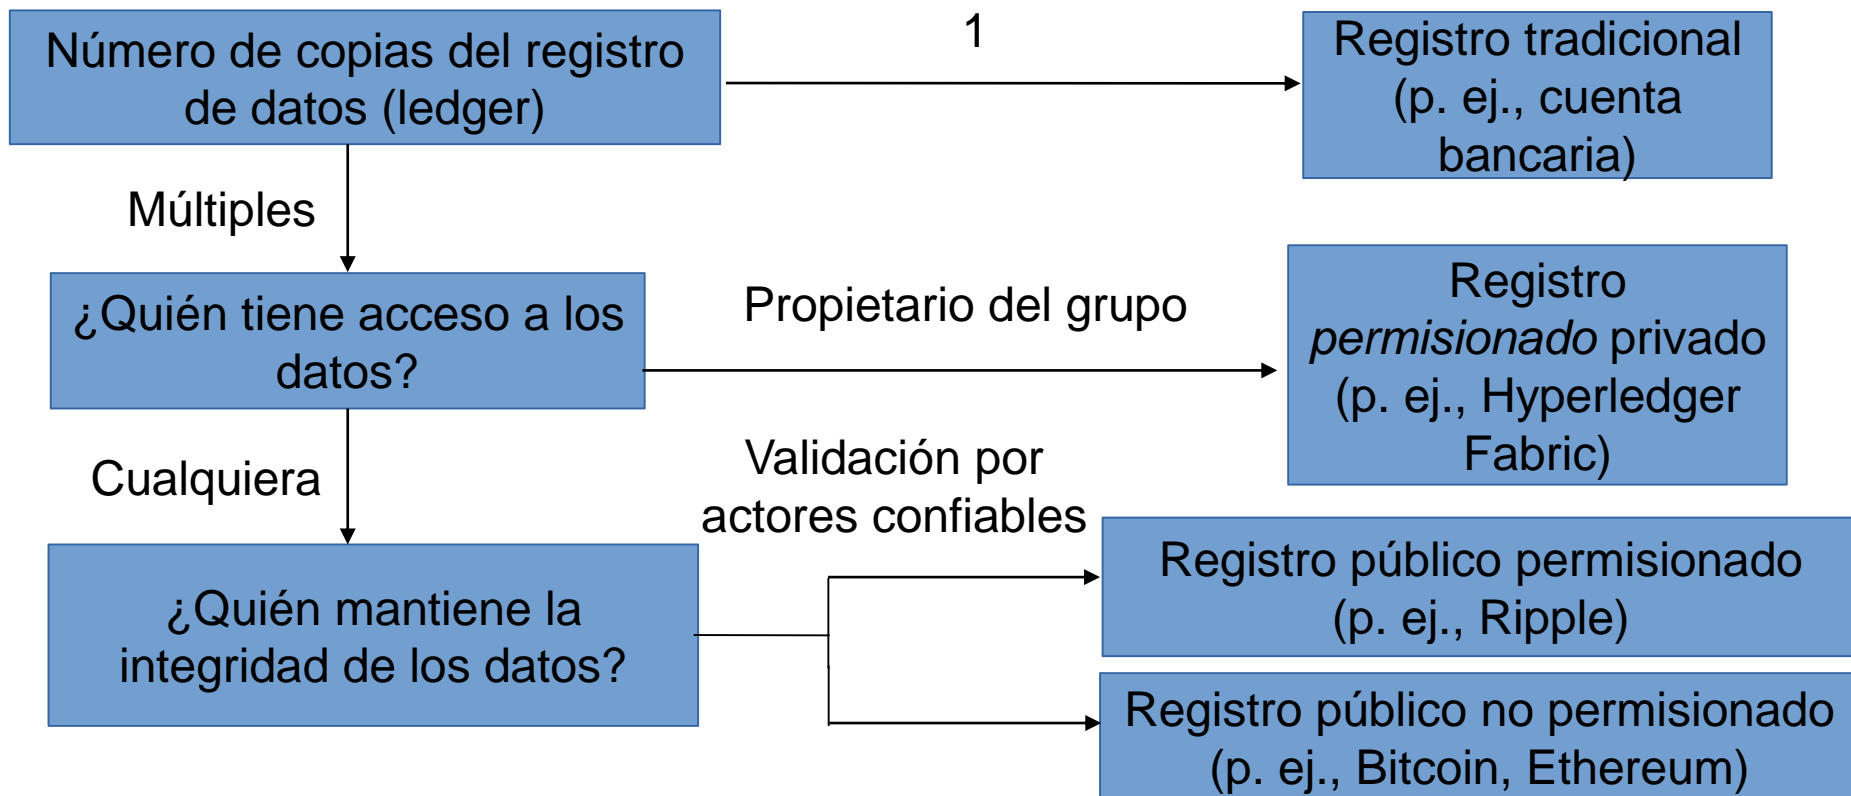 Número de copias del registro
de datos (ledger)
1
Registro tradicional
(p. ej., cuenta
bancaria)
Múltiples
¿Quién tiene acceso a los
datos?
Propietario del grupo
Registro
permisionado privado
(p. ej., Hyperledger
Fabric)
Cualquiera
Validación por
actores confiables
¿Quién mantiene la
integridad de los datos?
Registro público permisionado
(p. ej., Ripple)
Registro público no permisionado
(p. ej., Bitcoin, Ethereum)